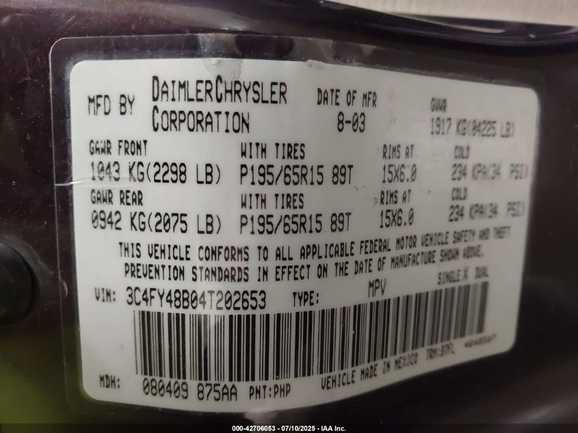 MFD BY DAIMLERCHRYSLER CORPORATION
DATE OF MFR 8-03
GVWR 1917 KG(04225 LB)
GAWR FRONT WITH TIRES RIMS AT COLD
1043 KG(2298 LB) P195/65R15 89T 15X6.0 234 KPA(34 PSI)
GAWR REAR WITH TIRES RIMS AT COLD
0942 KG(2075 LB) P195/65R15 89T 15X6.0 234 KPA(34 PSI)
THIS VEHICLE CONFORMS TO ALL APPLICABLE FEDERAL MOTOR VEHICLE SAFETY AND THEFT
PREVENTION STANDARDS IN EFFECT ON THE DATE OF MANUFACTURE SHOWN ABOVE.
VIN: 3C4FY48B04T202653 TYPE: MPV SINGLE X DUAL
MDH: 080409 875AA PNT:PHP VEHICLE MADE IN MEXICO
000-42706053 - 07/10/2025 - IAA Inc.